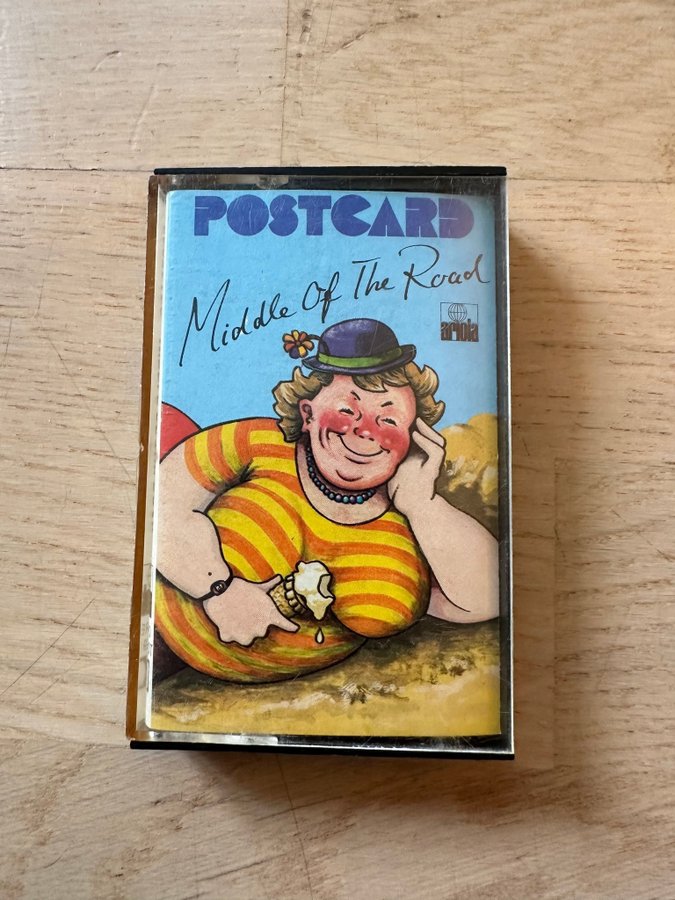 POSTCARD
Middle Of The Road
ariola